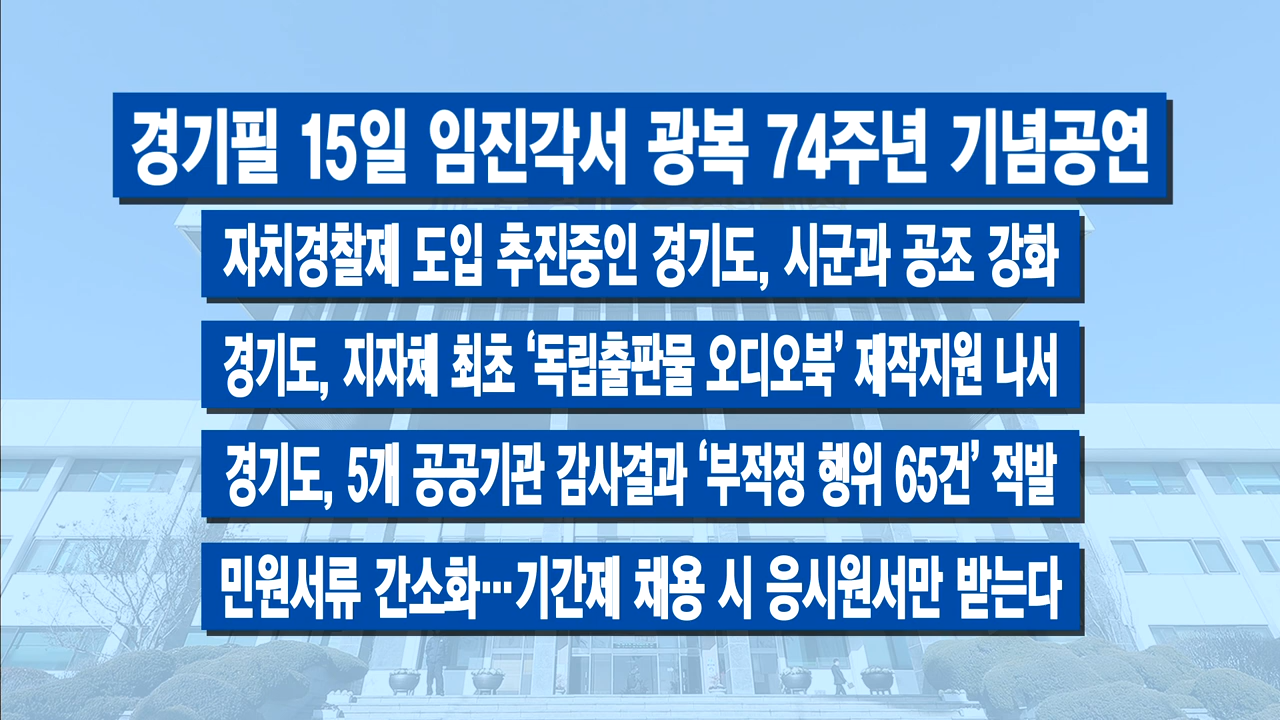 경기필 15일 임진각서 광복 74주년 기념공연
자치경찰제 도입 추진중인 경기도, 시군과 공조 강화
경기도, 지자체 최초 ‘독립출판물 오디오북’ 제작지원 나서
경기도, 5개 공공기관 감사결과 ‘부적정 행위 65건’ 적발
민원서류 간소화…기간제 채용 시 응시원서만 받는다